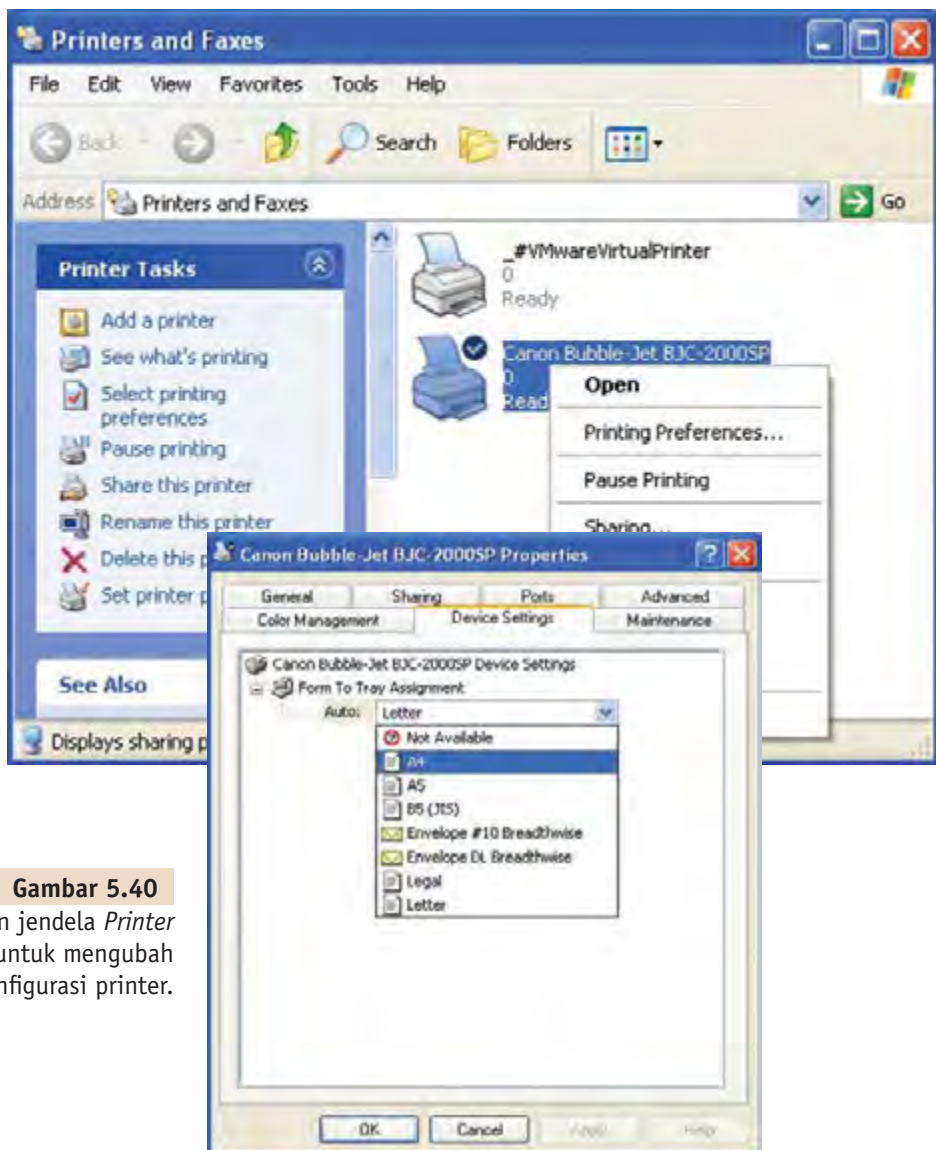 Printers and Faxes
File Edit View Favorites Tools Help
Back Search Folders
Address Printers and Faxes Go
Printer Tasks
Add a printer
See what's printing
Select printing
preferences
Pause printing
Share this printer
Rename this printer
Delete this p
Set printer p
See Also
Displays sharing p
_#VMwareVirtualPrinter
0
Ready
Canon Bubble-Jet BJC-2000SP
0
Read
Open
Printing Preferences...
Pause Printing
Sharing...
Canon Bubble-Jet BJC-2000SP Properties
General Sharing Ports Advanced
Color Management Device Settings Maintenance
Canon Bubble-Jet BJC-2000SP Device Settings
Form To Tray Assignment
Auto: Letter
Not Available
A4
A5
B5 (JIS)
Envelope #10 Breadthwise
Envelope DL Breadthwise
Legal
Letter
OK Cancel Apply Help
Gambar 5.40
n jendela Printer
untuk mengubah
nfigurasi printer.